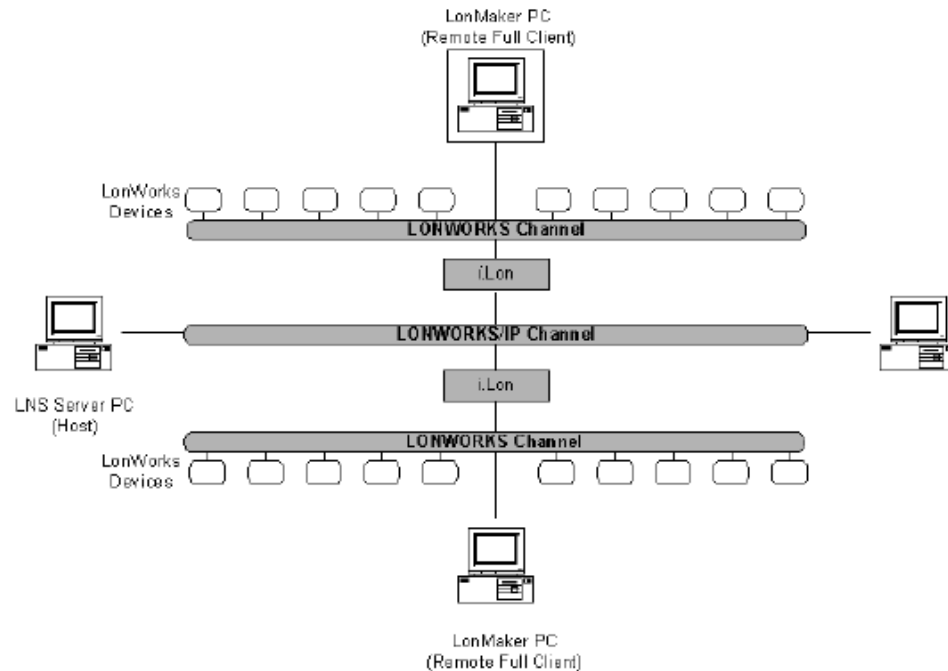 LonMaker PC
(Remote Full Client)
LonWorks
Devices
LONWORKS Channel
i.Lon
LONWORKS/IP Channel
i.Lon
LNS Server PC
(Host)
LONWORKS Channel
LonWorks
Devices
LonMaker PC
(Remote Full Client)